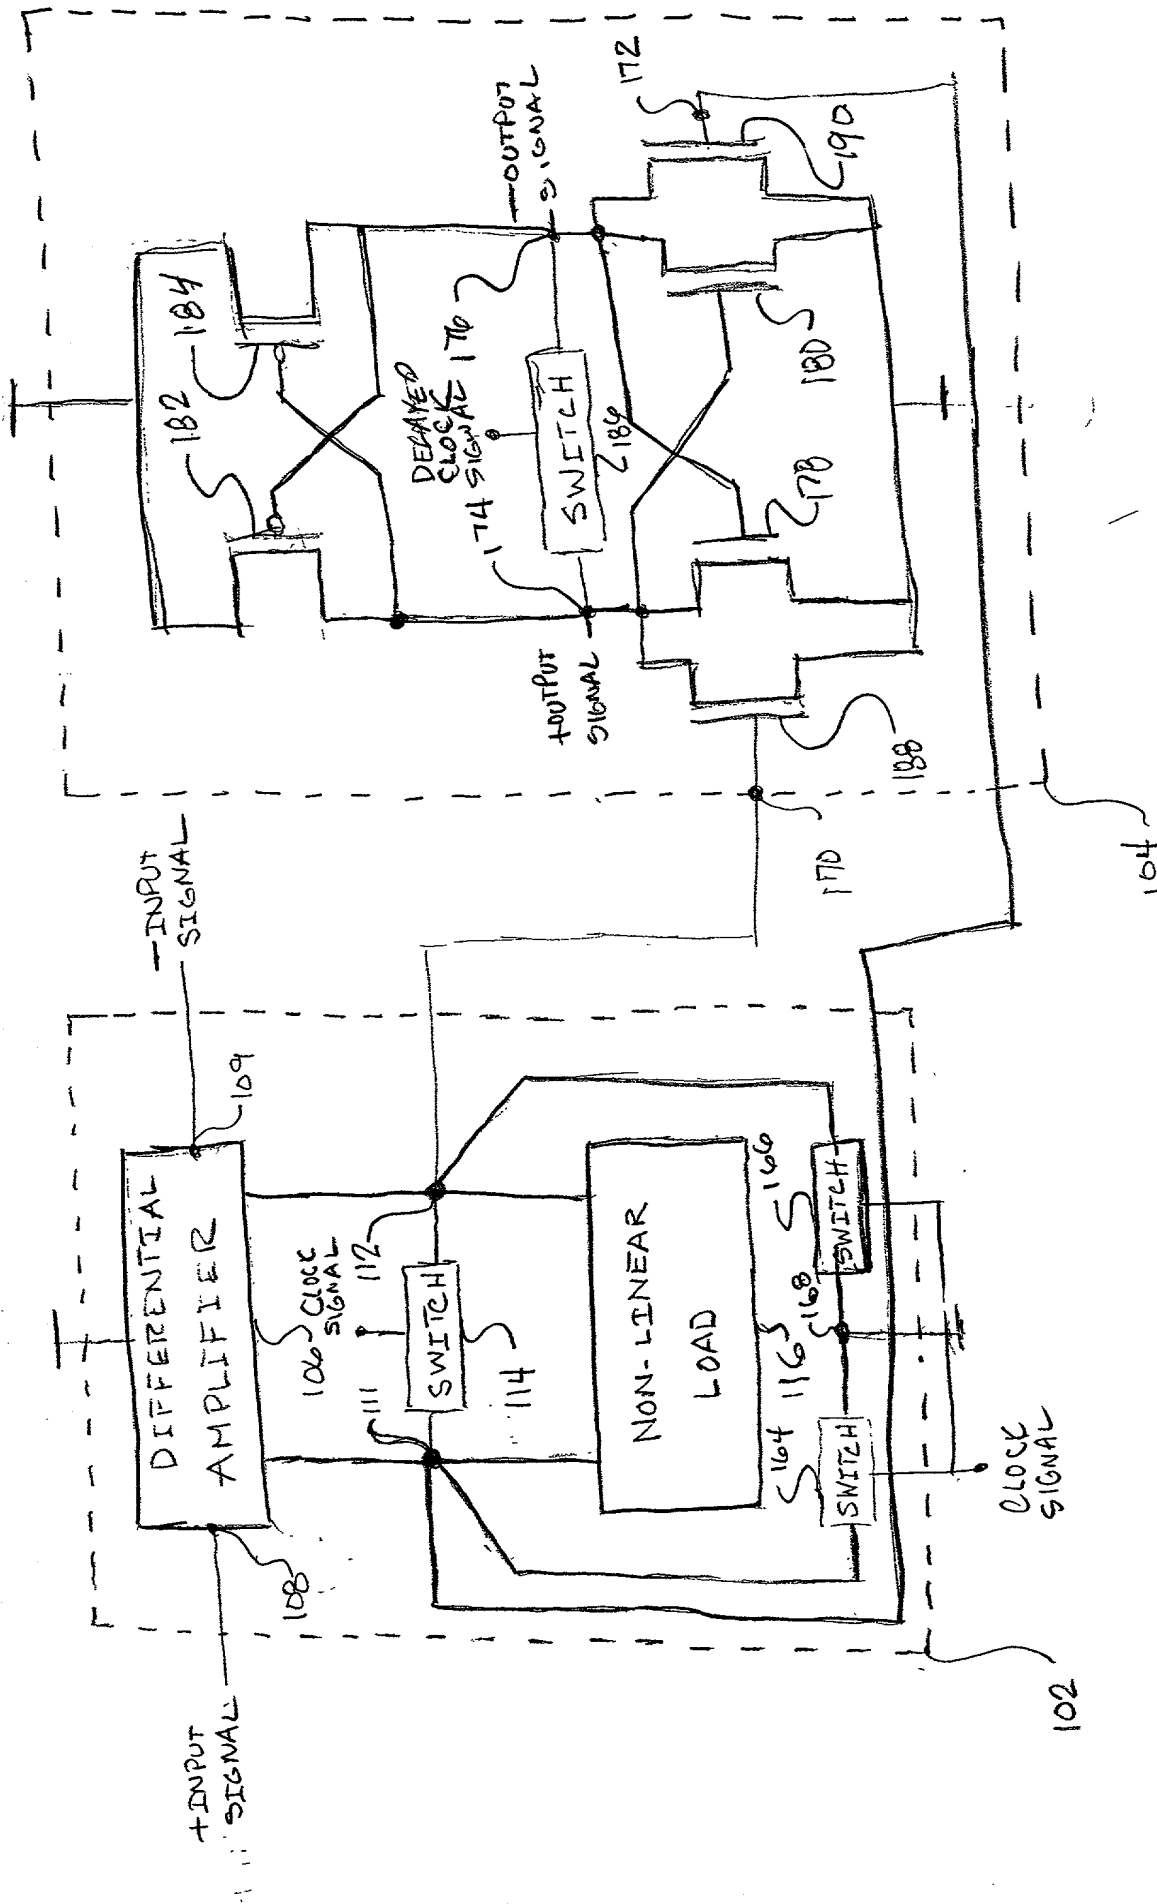 +INPUT
SIGNAL
108
DIFFERENTIAL
AMPLIFIER
106
109
-INPUT
SIGNAL
CLOCK
SIGNAL
111
112
SWITCH
114
NON-LINEAR
LOAD
116
164
SWITCH
168
166
SWITCH
CLOCK
SIGNAL
102
182
184
DELAYED
CLOCK
SIGNAL
174
176
+OUTPUT
SIGNAL
-OUTPUT
SIGNAL
SWITCH
186
170
188
178
180
190
172
104